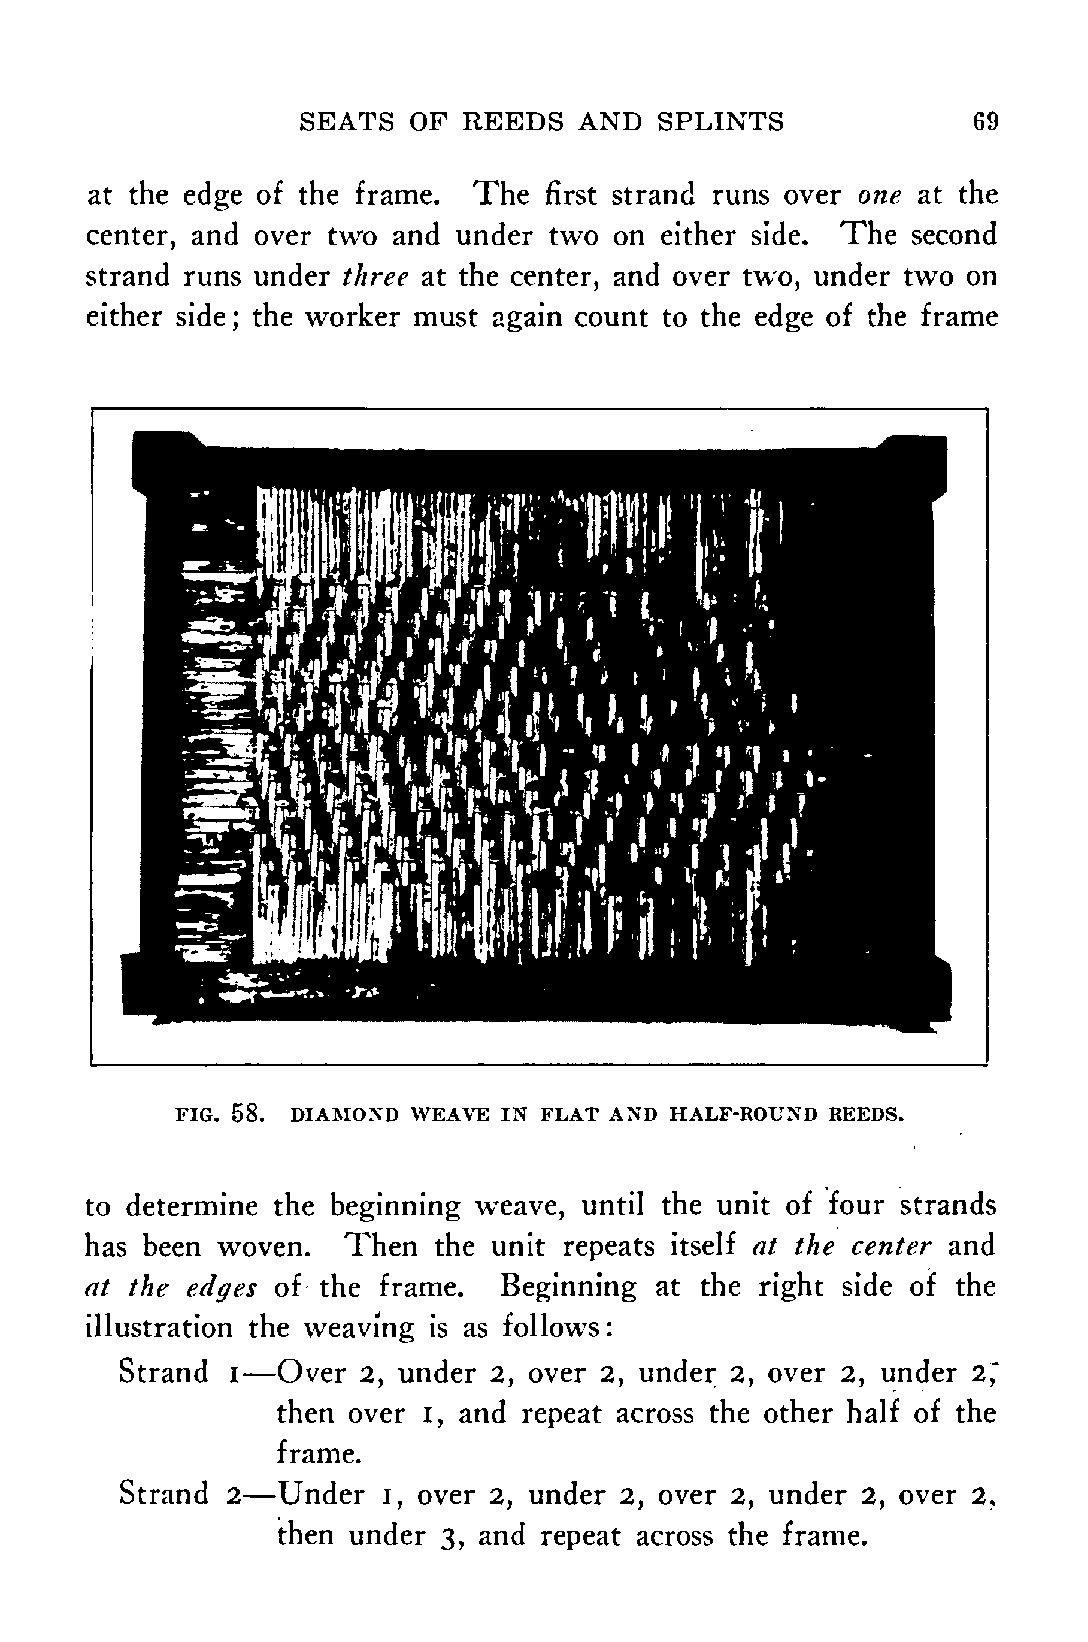 SEATS OF REEDS AND SPLINTS 69
at the edge of the frame. The first strand runs over one at the
center, and over two and under two on either side. The second
strand runs under three at the center, and over two, under two on
either side; the worker must again count to the edge of the frame
FIG. 58. DIAMOND WEAVE IN FLAT AND HALF-ROUND REEDS.
to determine the beginning weave, until the unit of four strands
has been woven. Then the unit repeats itself at the center and
at the edges of the frame. Beginning at the right side of the
illustration the weaving is as follows:
Strand 1—Over 2, under 2, over 2, under 2, over 2, under 2;
then over 1, and repeat across the other half of the
frame.
Strand 2—Under 1, over 2, under 2, over 2, under 2, over 2,
then under 3, and repeat across the frame.